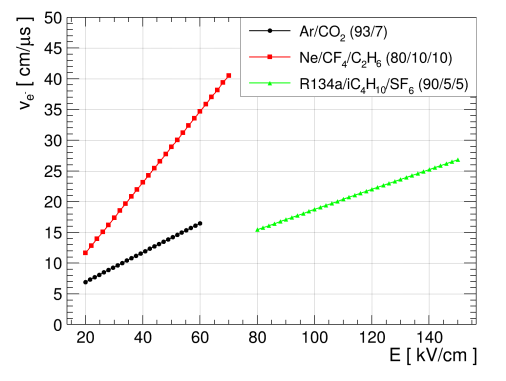 50
45
40
35
30
25
20
15
10
5
0
v_e⁻ [ cm/μs ]
Ar/CO₂ (93/7)
Ne/CF₄/C₂H₆ (80/10/10)
R134a/iC₄H₁₀/SF₆ (90/5/5)
20 40 60 80 100 120 140
E [ kV/cm ]